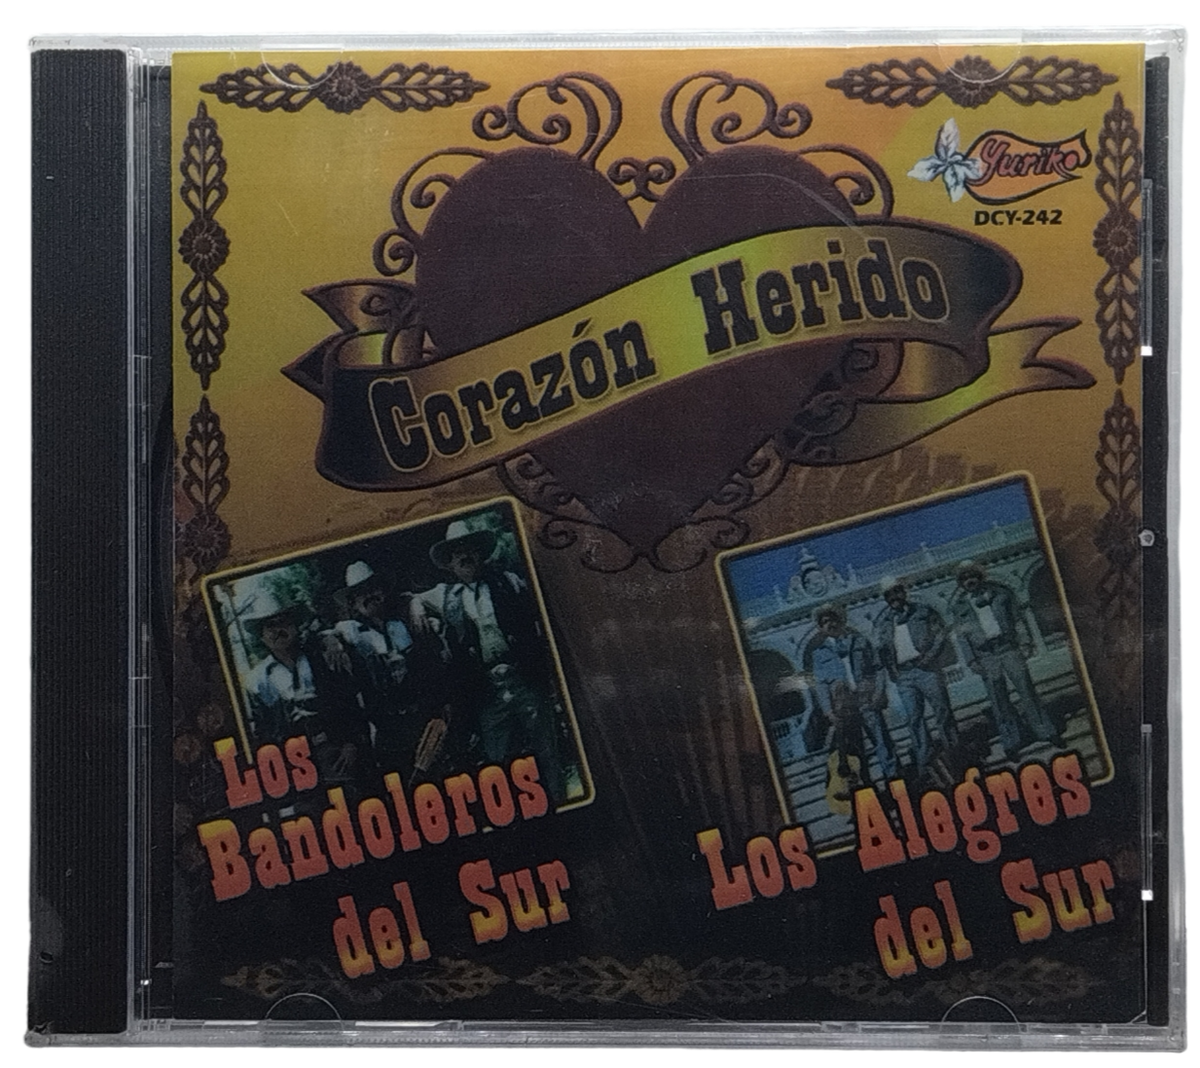 Yuriko
DCY-242
Corazón Herido
Los
Bandoleros
del Sur
Los Alegres
del Sur